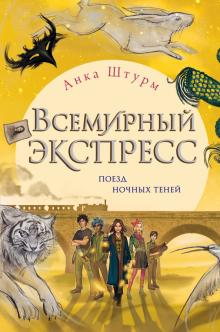 Анка Штурм
Всемирный
экспресс
поезд
ночных теней